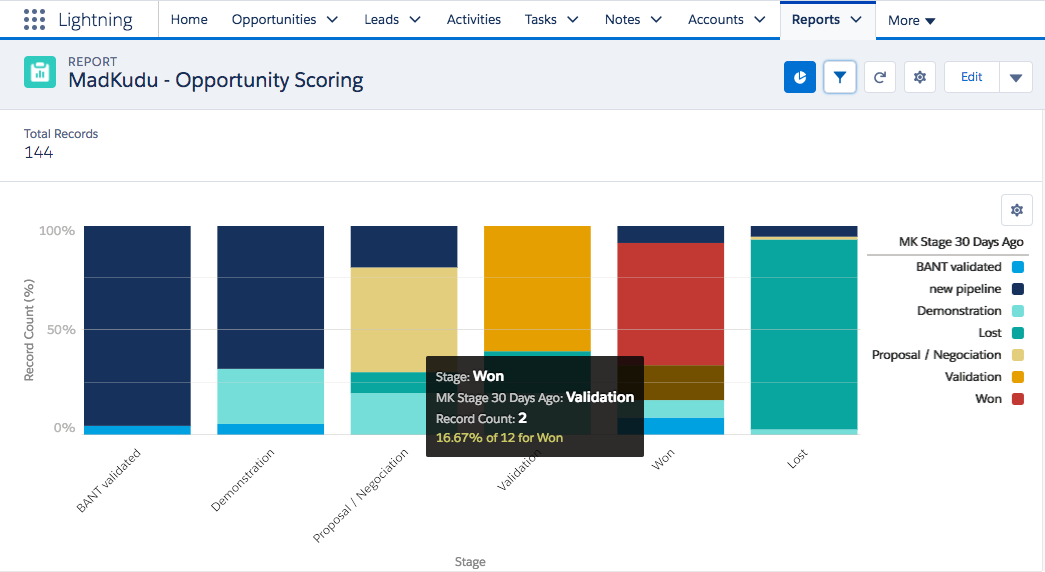 Lightning Home Opportunities Leads Activities Tasks Notes Accounts Reports More
REPORT
MadKudu - Opportunity Scoring
Edit
Total Records
144
MK Stage 30 Days Ago
BANT validated
new pipeline
Demonstration
Lost
Proposal / Negociation
Validation
Won
Record Count (%)
100%
50%
0%
Stage: Won
MK Stage 30 Days Ago: Validation
Record Count: 2
16.67% of 12 for Won
BANT validated
Demonstration
Proposal / Negociation
Validation
Won
Lost
Stage